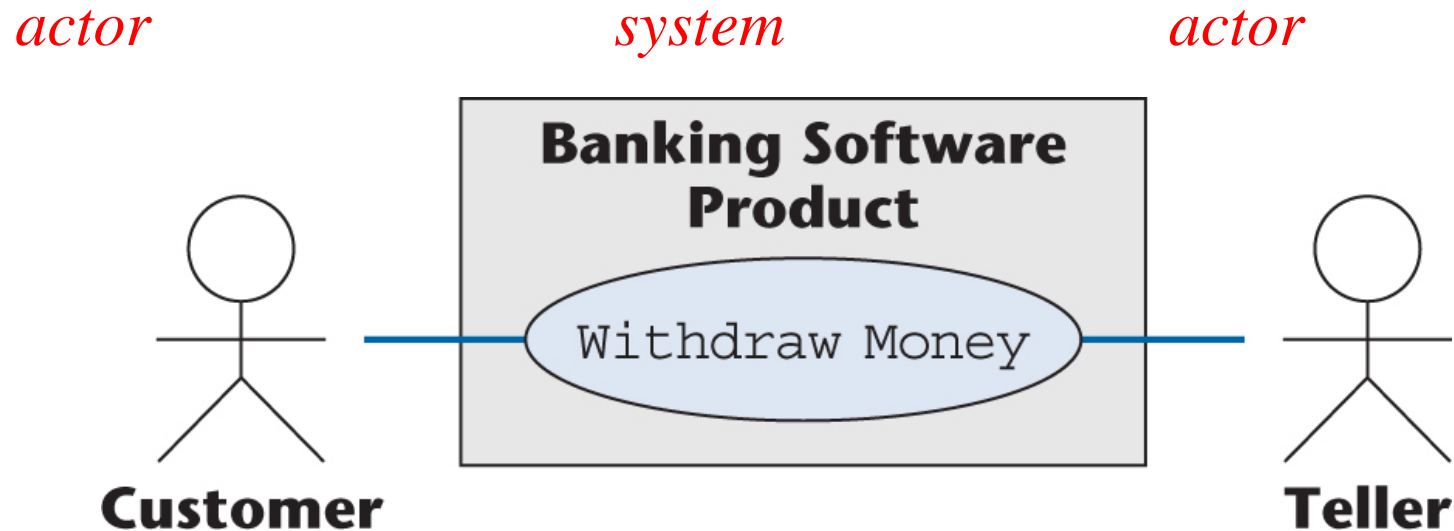 actor system actor
Banking Software
Product
Withdraw Money
Customer Teller